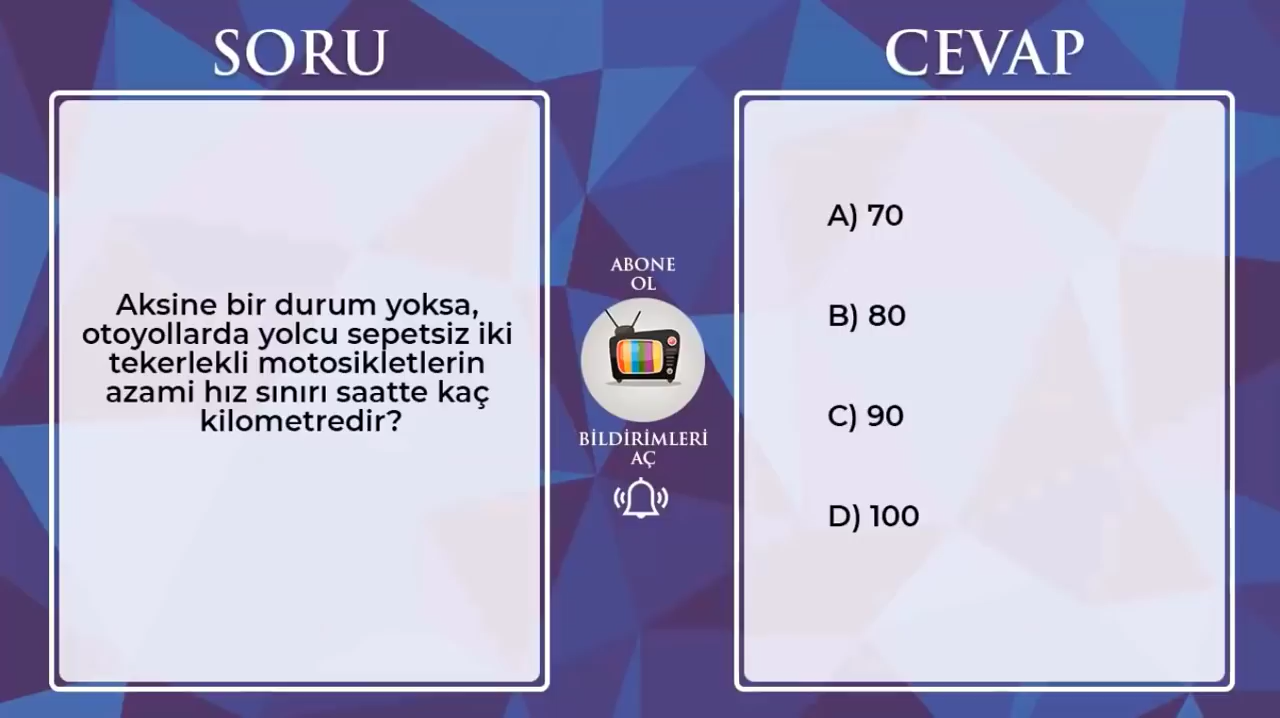 SORU
Aksine bir durum yoksa,
otoyollarda yolcu sepetsiz iki
tekerlekli motosikletlerin
azami hız sınırı saatte kaç
kilometredir?
ABONE
OL
BİLDİRİMLERİ
AÇ
CEVAP
A) 70
B) 80
C) 90
D) 100